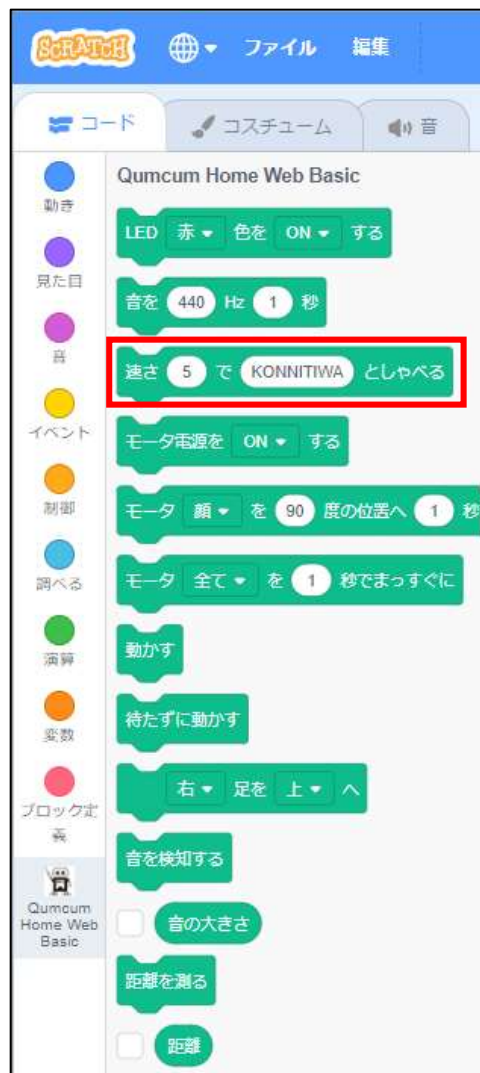 SCRATCH ファイル 編集
コード コスチューム 音
動き
見た目
音
イベント
制御
調べる
演算
変数
ブロック定
義
Qumcum
Home Web
Basic
Qumcum Home Web Basic
LED 赤 色を ON する
音を 440 Hz 1 秒
速さ 5 で KONNITIWA としゃべる
モータ電源を ON する
モータ 顔 を 90 度の位置へ 1 秒
モータ 全て を 1 秒でまっすぐに
動かす
待たずに動かす
右 足を 上 へ
音を検知する
音の大きさ
距離を測る
距離